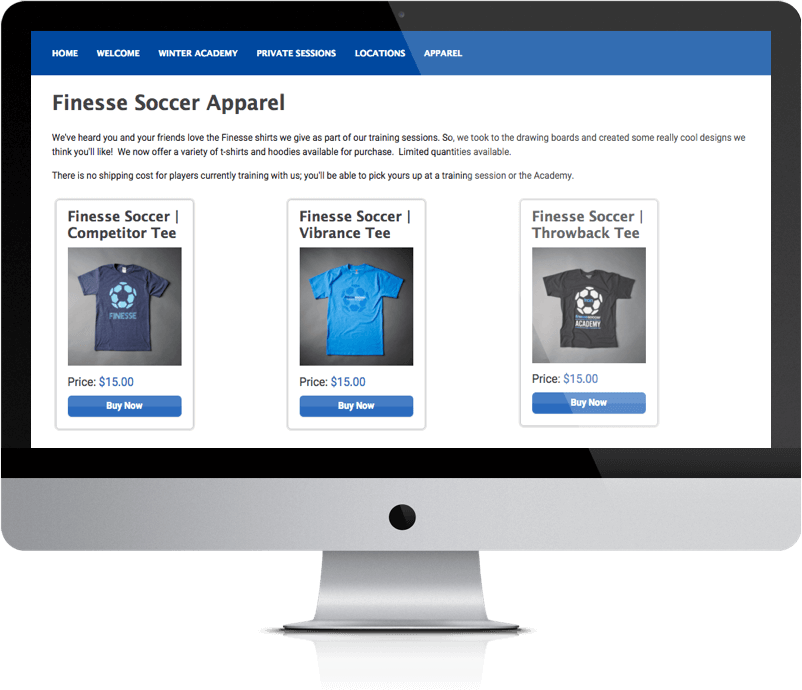 HOME WELCOME WINTER ACADEMY PRIVATE SESSIONS LOCATIONS APPAREL
Finesse Soccer Apparel
We've heard you and your friends love the Finesse shirts we give as part of our training sessions. So, we took to the drawing boards and created some really cool designs we
think you'll like! We now offer a variety of t-shirts and hoodies available for purchase. Limited quantities available.
There is no shipping cost for players currently training with us; you'll be able to pick yours up at a training session or the Academy.
Finesse Soccer |
Competitor Tee
FINESSE
Price: $15.00
Buy Now
Finesse Soccer |
Vibrance Tee
Price: $15.00
Buy Now
Finesse Soccer |
Throwback Tee
ACADEMY
Price: $15.00
Buy Now